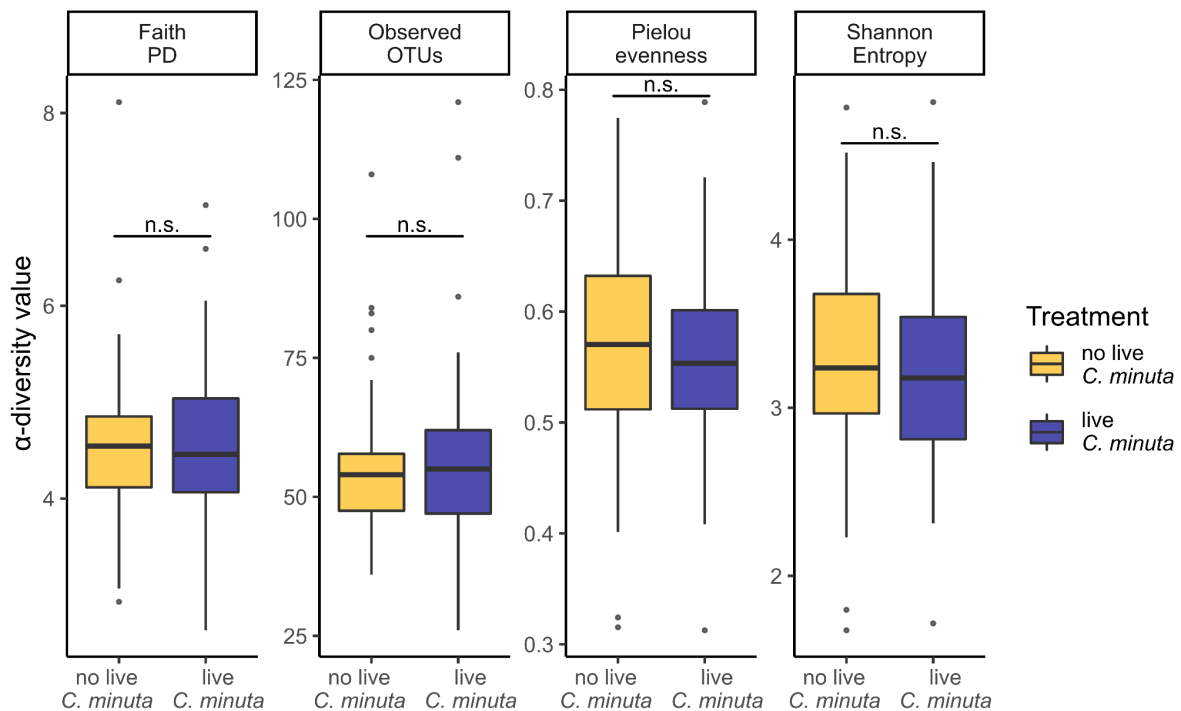 Faith
PD
Observed
OTUs
Pielou
evenness
Shannon
Entropy
α-diversity value
8
6
4
n.s.
125
100
75
50
25
n.s.
0.8
0.7
0.6
0.5
0.4
0.3
n.s.
4
3
2
n.s.
no live
C. minuta
live
C. minuta
no live
C. minuta
live
C. minuta
no live
C. minuta
live
C. minuta
no live
C. minuta
live
C. minuta
Treatment
no live
C. minuta
live
C. minuta